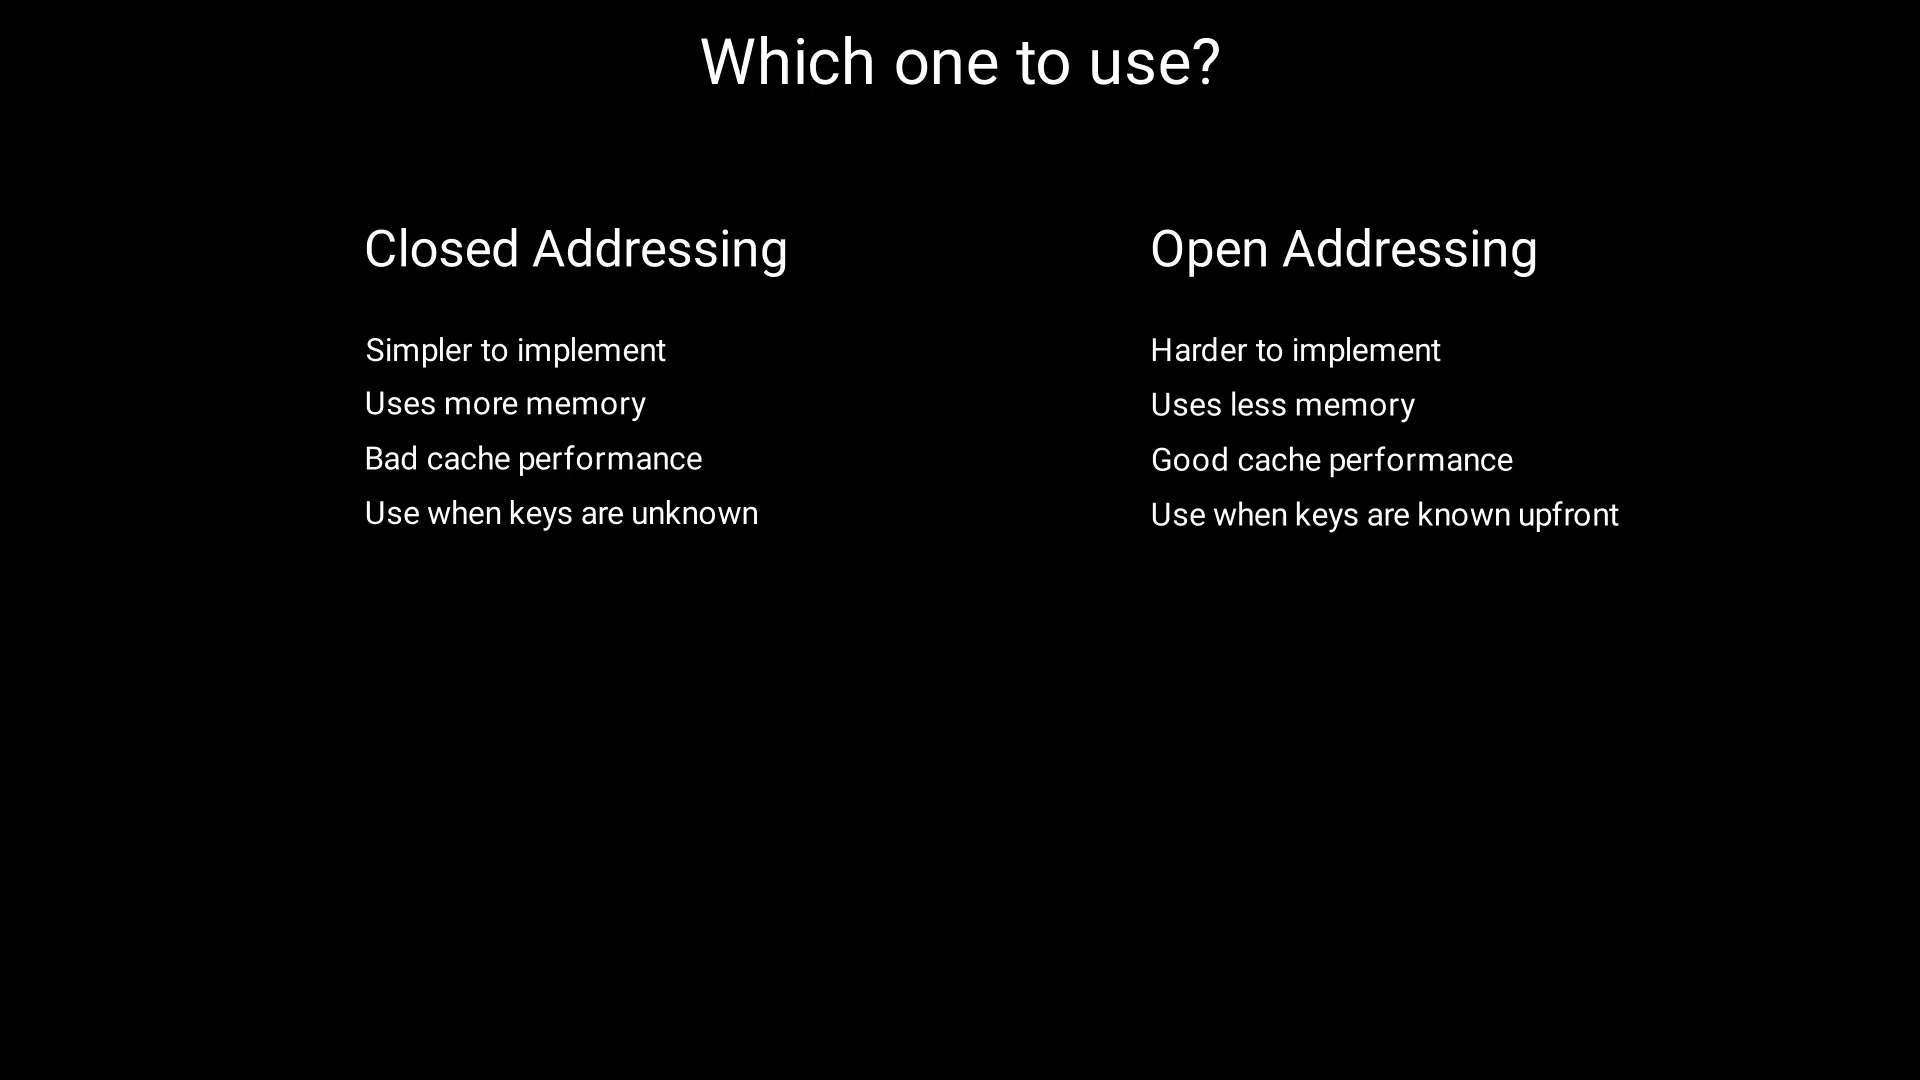 Which one to use?
Closed Addressing
Simpler to implement
Uses more memory
Bad cache performance
Use when keys are unknown
Open Addressing
Harder to implement
Uses less memory
Good cache performance
Use when keys are known upfront